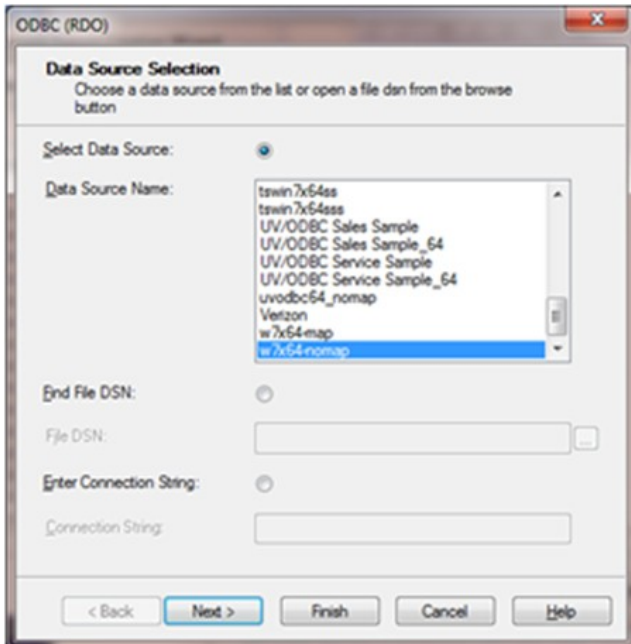 ODBC (RDO)
Data Source Selection
Choose a data source from the list or open a file dsn from the browse
button
Select Data Source:
Data Source Name:
tswin7x64ss
tswin7x64sss
UV/ODBC Sales Sample
UV/ODBC Sales Sample_64
UV/ODBC Service Sample
UV/ODBC Service Sample_64
uvodbc64_nomap
Verizon
w7x64-map
w7x64-nomap
Find File DSN:
File DSN:
...
Enter Connection String:
Connection String:
< Back
Next >
Finish
Cancel
Help